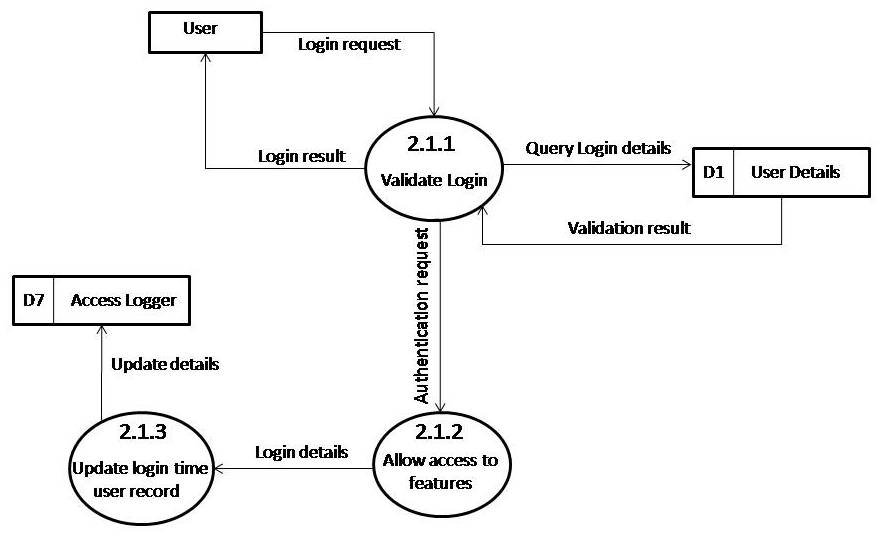 User
Login request
2.1.1
Validate Login
Login result
Query Login details
D1
User Details
Validation result
Authentication request
D7
Access Logger
Update details
2.1.3
Update login time
user record
Login details
2.1.2
Allow access to
features